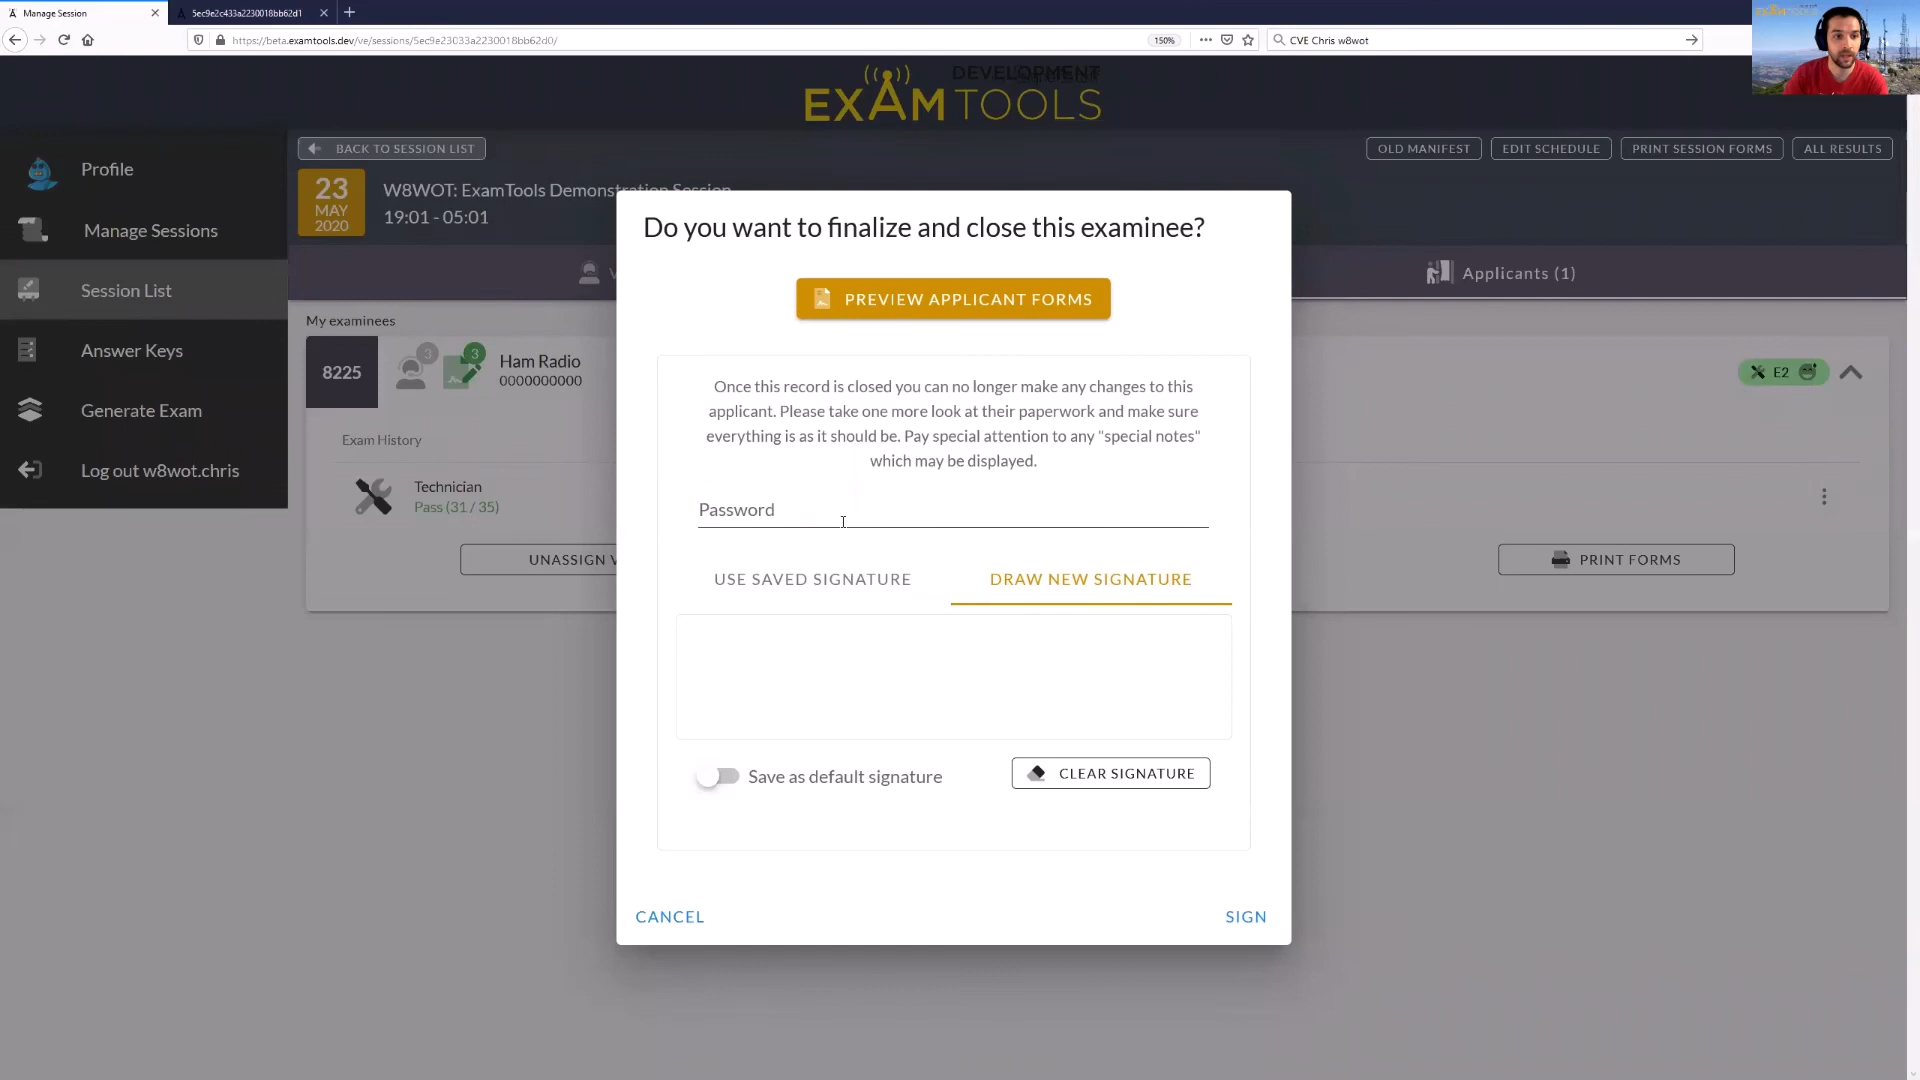 Manage Session
5ec9e2c433a2230018bb62d1
https://beta.examtools.dev/ve/sessions/5ec9e23033a2230018bb62d0/
150%
CVE Chris w8wot
DEVELOPMENT
EXAMTOOLS
Profile
Manage Sessions
Session List
Answer Keys
Generate Exam
Log out w8wot.chris
BACK TO SESSION LIST
OLD MANIFEST
EDIT SCHEDULE
PRINT SESSION FORMS
ALL RESULTS
23
MAY
2020
W8WOT: ExamTools Demonstration Session
19:01 - 05:01
V
Applicants (1)
My examinees
8225
3
3
Ham Radio
0000000000
E2
Exam History
Technician
Pass (31 / 35)
UNASSIGN V
PRINT FORMS
Do you want to finalize and close this examinee?
PREVIEW APPLICANT FORMS
Once this record is closed you can no longer make any changes to this
applicant. Please take one more look at their paperwork and make sure
everything is as it should be. Pay special attention to any "special notes"
which may be displayed.
Password
USE SAVED SIGNATURE
DRAW NEW SIGNATURE
Save as default signature
CLEAR SIGNATURE
CANCEL
SIGN